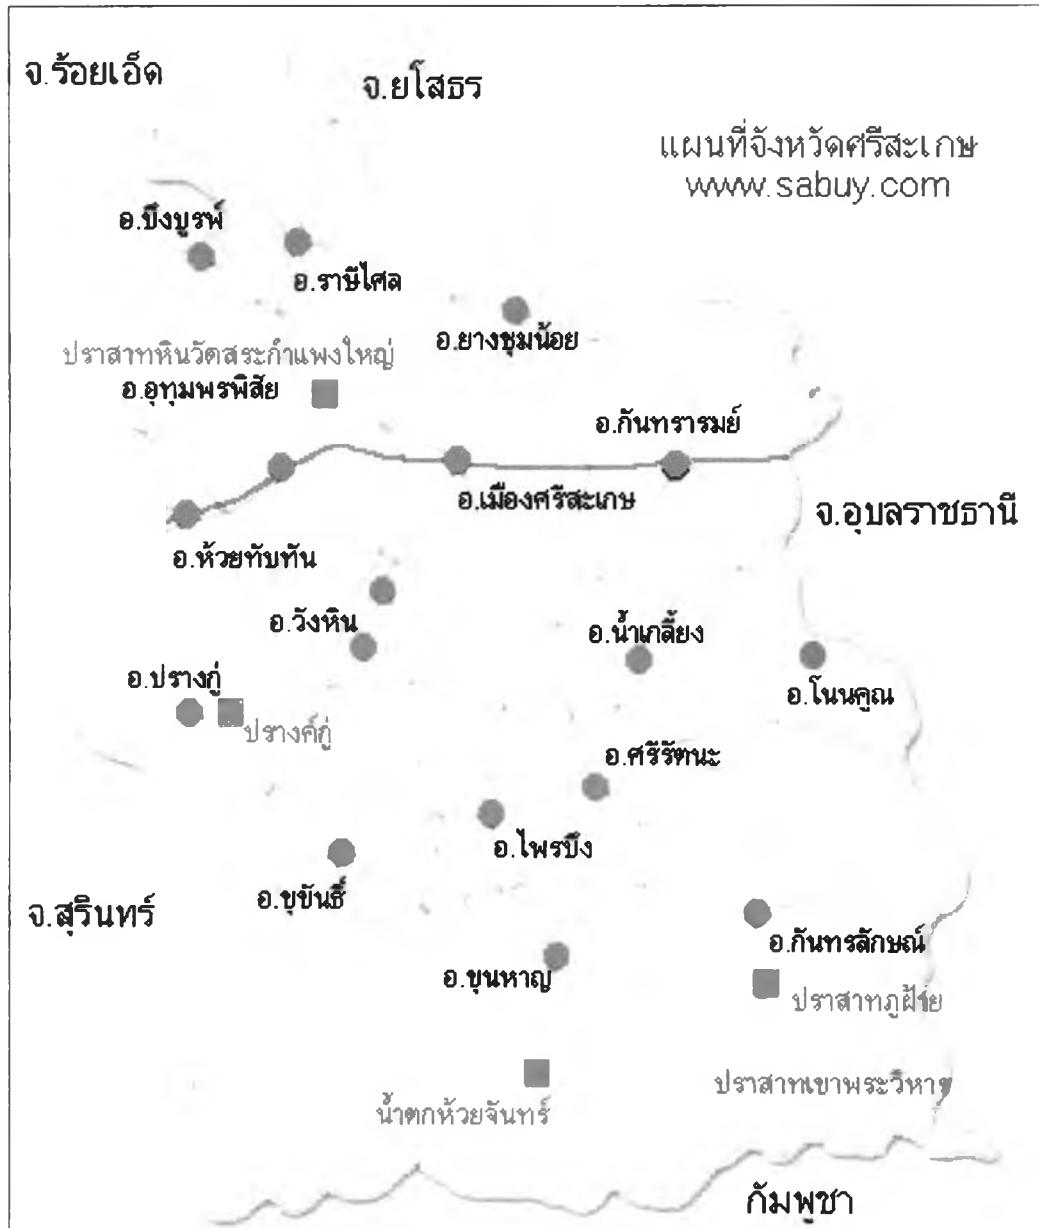 จ.ร้อยเอ็ด
จ.ยโสธร
แผนที่จังหวัดศรีสะเกษ
www.sabuy.com
อ.บึงบูรพ์
อ.ราษีไศล
อ.ยางชุมน้อย
ปราสาทหินวัดสระกำแพงใหญ่
อ.อุทุมพรพิสัย
อ.กันทรารมย์
อ.เมืองศรีสะเกษ
จ.อุบลราชธานี
อ.ห้วยทับทัน
อ.วังหิน
อ.น้ำเกลี้ยง
อ.ปรางกู่
อ.โนนคูณ
ปรางค์กู่
อ.ศรีรัตนะ
อ.ไพรบึง
อ.ขุขันธ์
จ.สุรินทร์
อ.กันทรลักษณ์
อ.ขุนหาญ
ปราสาทภูฝ้าย
ปราสาทเขาพระวิหาร
น้ำตกห้วยจันทร์
กัมพูชา